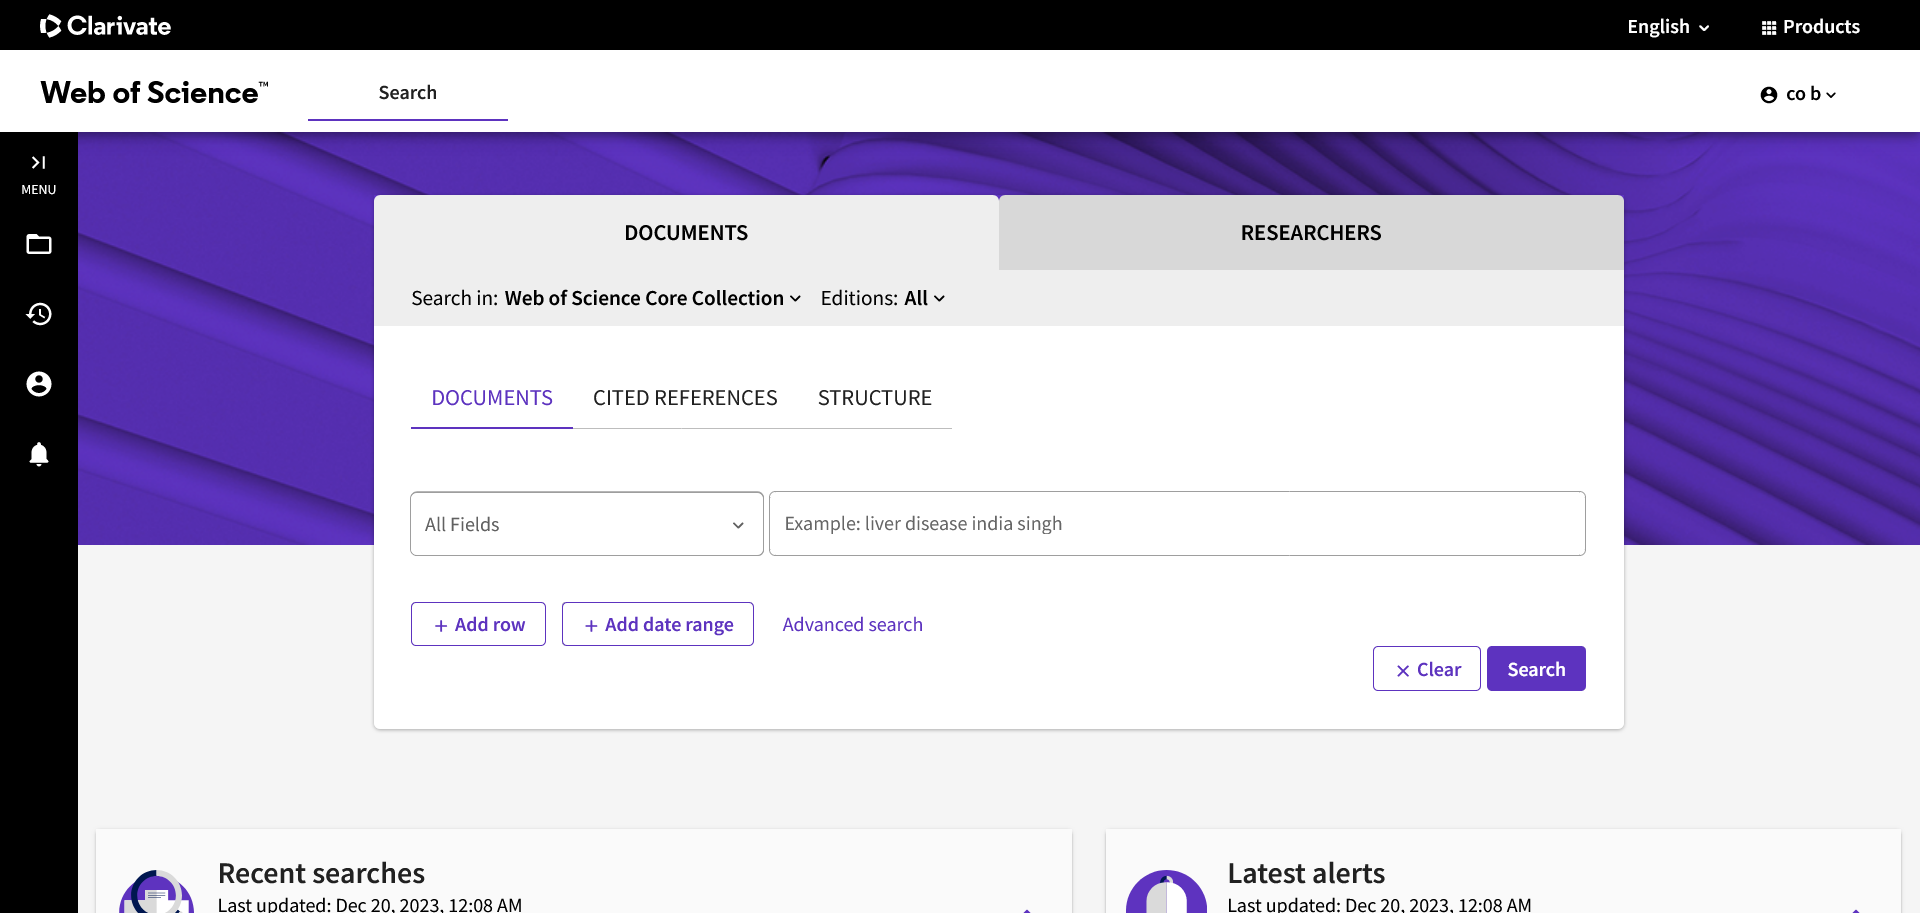 Clarivate
English
Products
Web of Science™
Search
co b
MENU
DOCUMENTS
RESEARCHERS
Search in: Web of Science Core Collection
Editions: All
DOCUMENTS
CITED REFERENCES
STRUCTURE
All Fields
Example: liver disease india singh
+ Add row
+ Add date range
Advanced search
× Clear
Search
Recent searches
Last updated: Dec 20, 2023, 12:08 AM
Latest alerts
Last updated: Dec 20, 2023, 12:08 AM